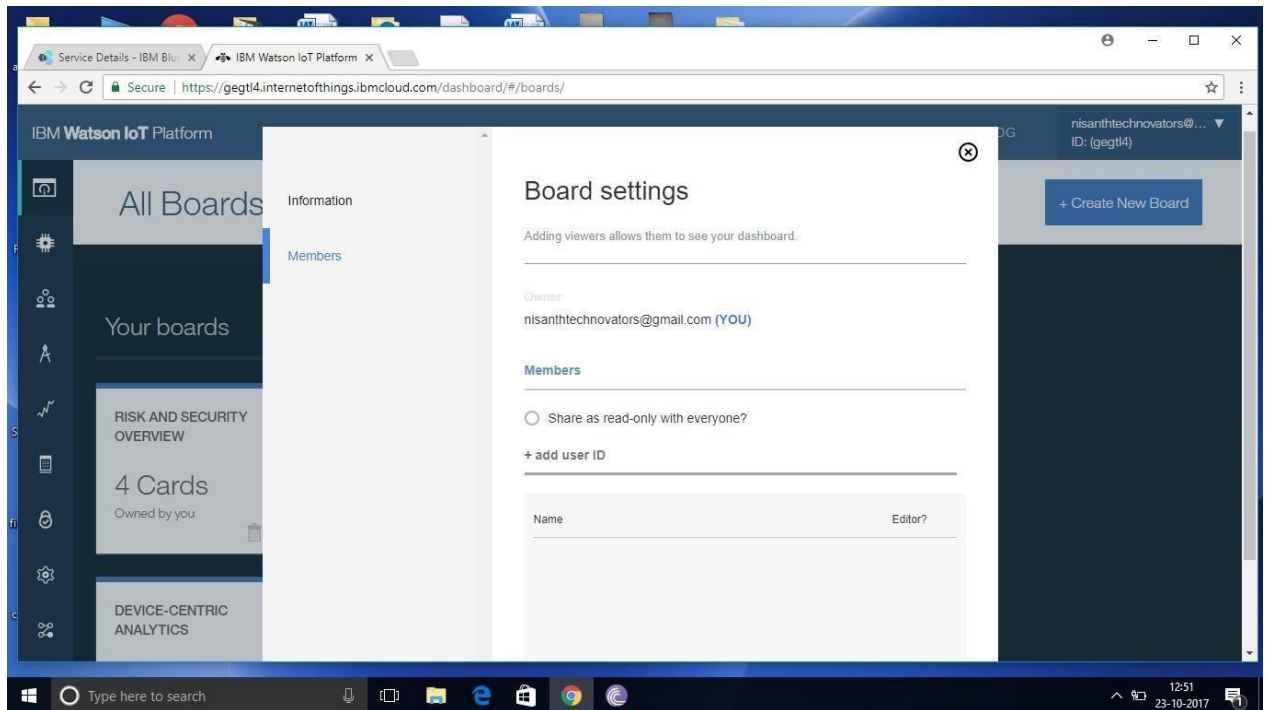 Service Details - IBM Blu
IBM Watson IoT Platform
Secure
https://gegtl4.internetofthings.ibmcloud.com/dashboard/#/boards/
IBM Watson IoT Platform
nisanthtechnovators@...
ID: (gegtl4)
All Boards
+ Create New Board
Information
Members
Board settings
Adding viewers allows them to see your dashboard.
Owner
nisanthtechnovators@gmail.com (YOU)
Members
Share as read-only with everyone?
+ add user ID
Name
Editor?
Your boards
RISK AND SECURITY
OVERVIEW
4 Cards
Owned by you
DEVICE-CENTRIC
ANALYTICS
Type here to search
12:51
23-10-2017